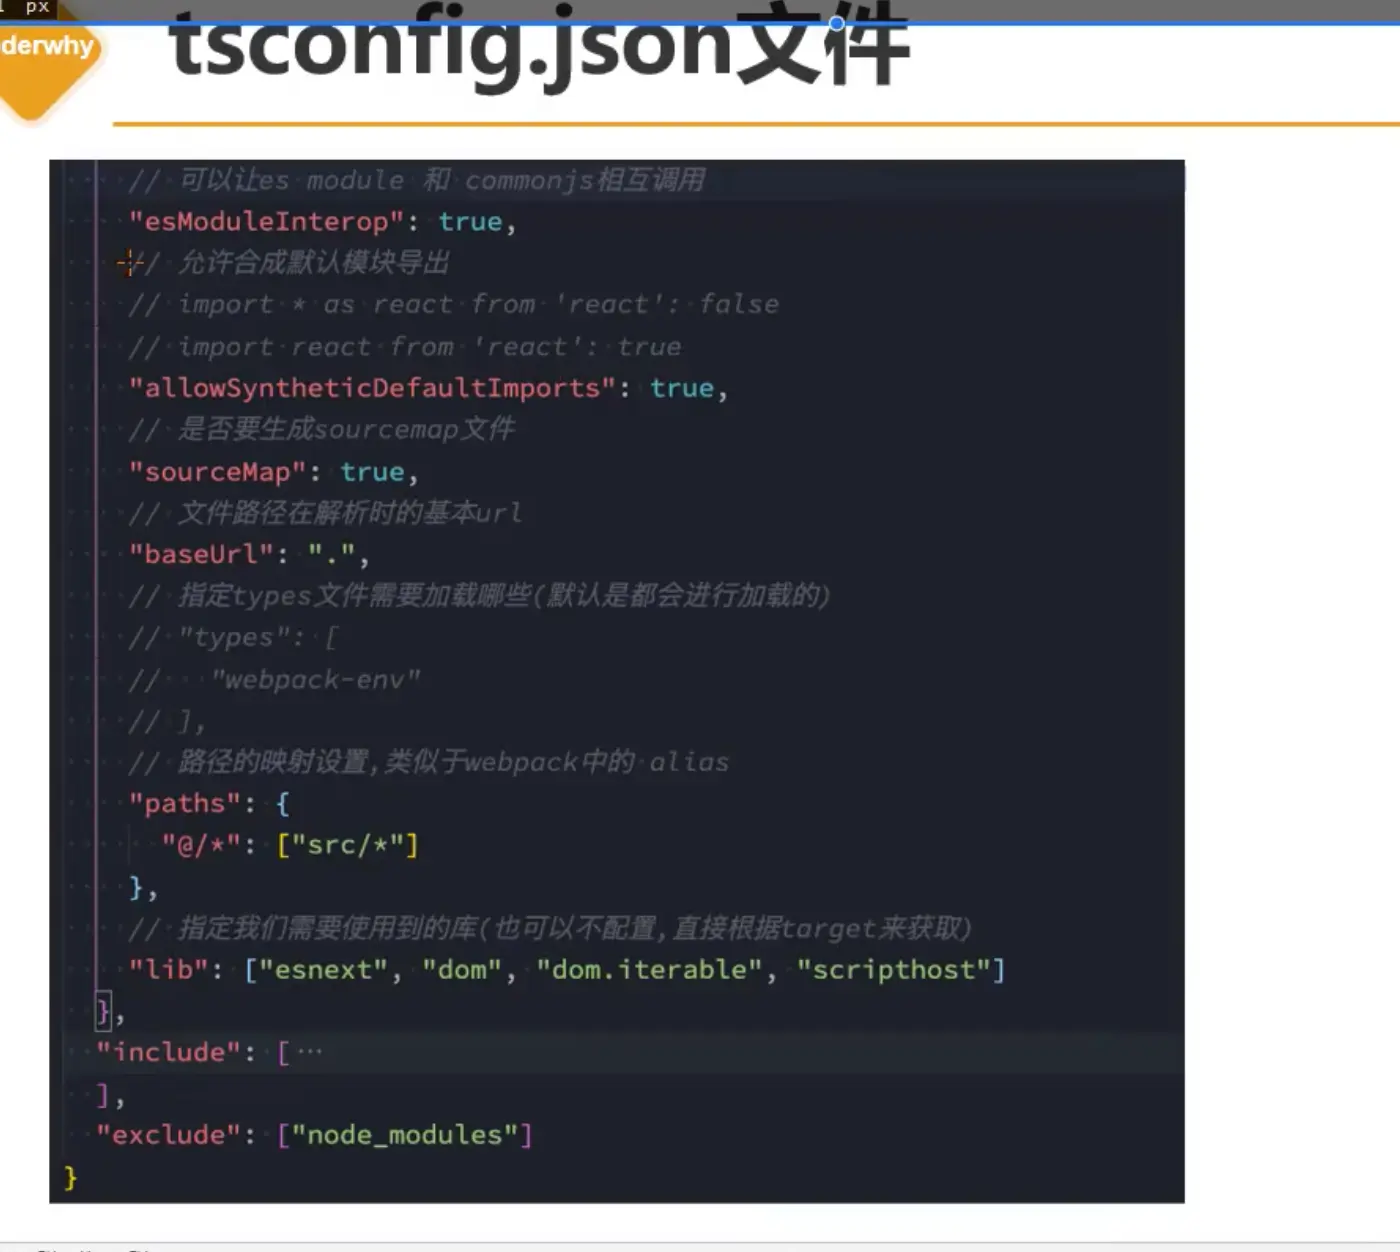 px
derwhy
tsconfig.json文件
// 可以让es module 和 commonjs相互调用
"esModuleInterop": true,
// 允许合成默认模块导出
// import * as react from 'react': false
// import react from 'react': true
"allowSyntheticDefaultImports": true,
// 是否要生成sourcemap文件
"sourceMap": true,
// 文件路径在解析时的基本url
"baseUrl": ".",
// 指定types文件需要加载哪些(默认是都会进行加载的)
// "types": [
//   "webpack-env"
// ],
// 路径的映射设置,类似于webpack中的 alias
"paths": {
  "@/*": ["src/*"]
},
// 指定我们需要使用到的库(也可以不配置,直接根据target来获取)
"lib": ["esnext", "dom", "dom.iterable", "scripthost"]
},
"include": [ ⋯
],
"exclude": ["node_modules"]
}